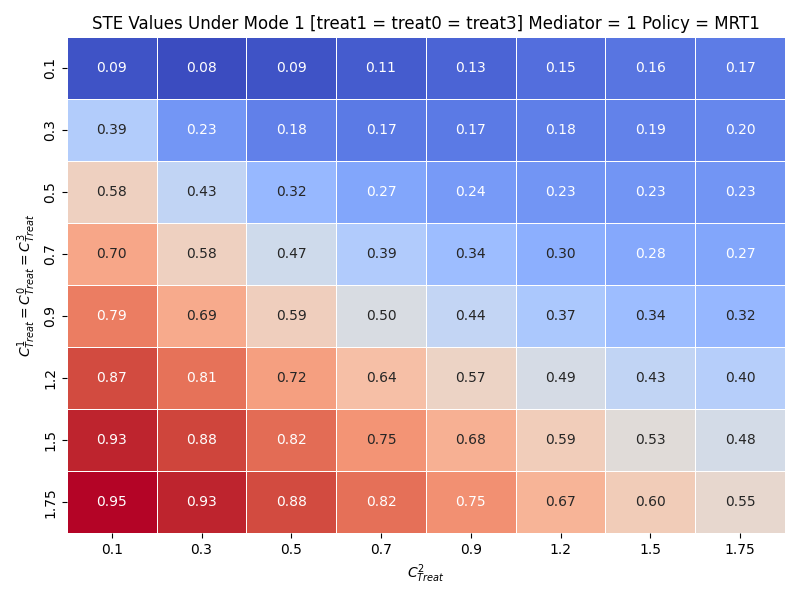 STE Values Under Mode 1 [treat1 = treat0 = treat3] Mediator = 1 Policy = MRT1
0.1 0.09 0.08 0.09 0.11 0.13 0.15 0.16 0.17
0.3 0.39 0.23 0.18 0.17 0.17 0.18 0.19 0.20
0.5 0.58 0.43 0.32 0.27 0.24 0.23 0.23 0.23
0.7 0.70 0.58 0.47 0.39 0.34 0.30 0.28 0.27
0.9 0.79 0.69 0.59 0.50 0.44 0.37 0.34 0.32
1.2 0.87 0.81 0.72 0.64 0.57 0.49 0.43 0.40
1.5 0.93 0.88 0.82 0.75 0.68 0.59 0.53 0.48
1.75 0.95 0.93 0.88 0.82 0.75 0.67 0.60 0.55
0.1 0.3 0.5 0.7 0.9 1.2 1.5 1.75
C^1_{Treat} = C^0_{Treat} = C^3_{Treat}
C^2_{Treat}